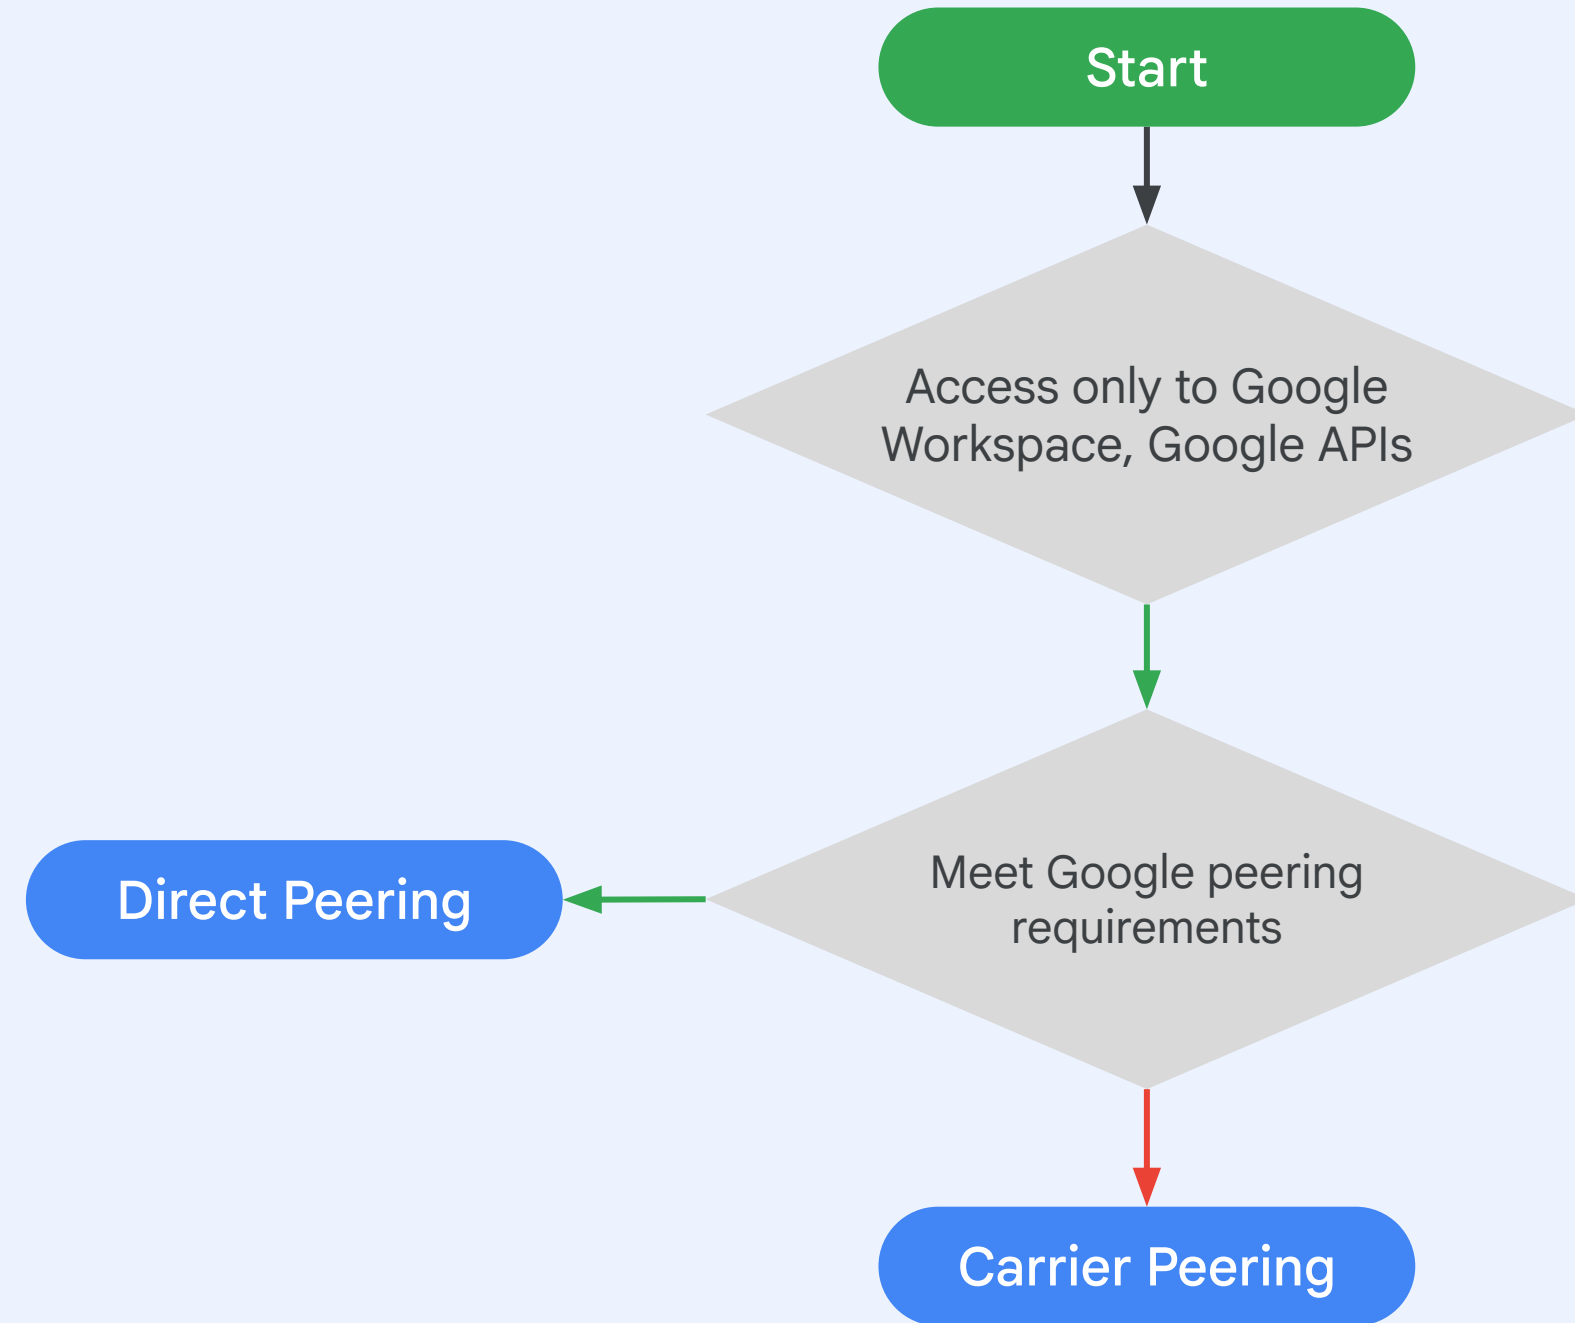 Start
Access only to Google
Workspace, Google APIs
Meet Google peering
requirements
Direct Peering
Carrier Peering